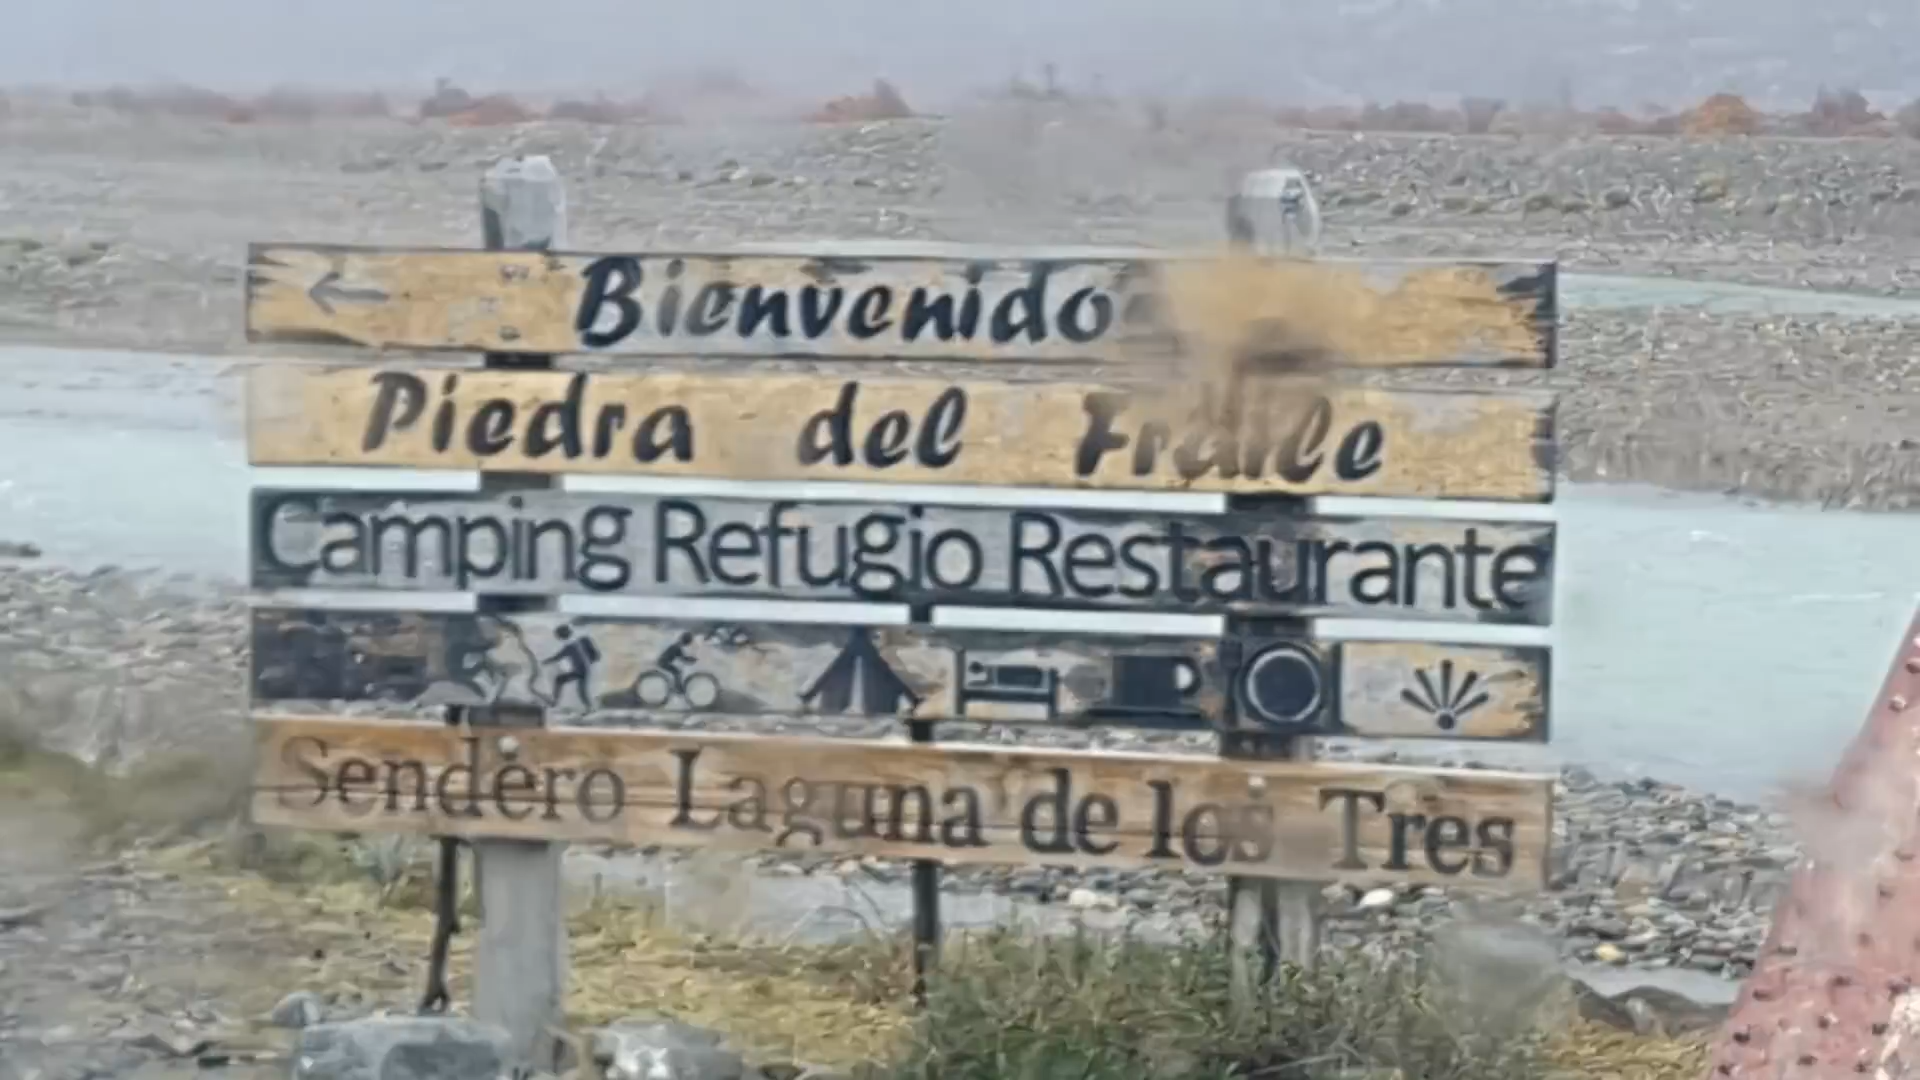 Bienvenido
Piedra del Fraile
Camping Refugio Restaurante
Sendero Laguna de los Tres